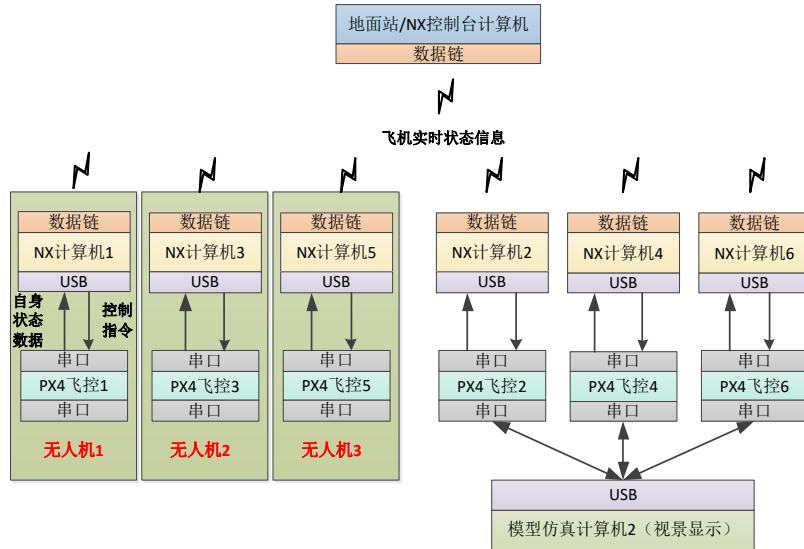 地面站/NX控制台计算机
数据链
飞机实时状态信息
数据链
NX计算机1
USB
自身
状态
数据
控制
指令
串口
PX4飞控1
串口
无人机1
数据链
NX计算机3
USB
串口
PX4飞控3
串口
无人机2
数据链
NX计算机5
USB
串口
PX4飞控5
串口
无人机3
数据链
NX计算机2
USB
串口
PX4飞控2
串口
数据链
NX计算机4
USB
串口
PX4飞控4
串口
数据链
NX计算机6
USB
串口
PX4飞控6
串口
USB
模型仿真计算机2（视景显示）